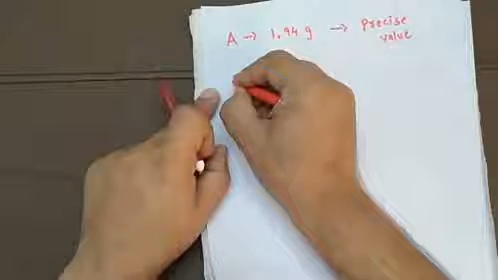 A → 1.94 g → Precise
value